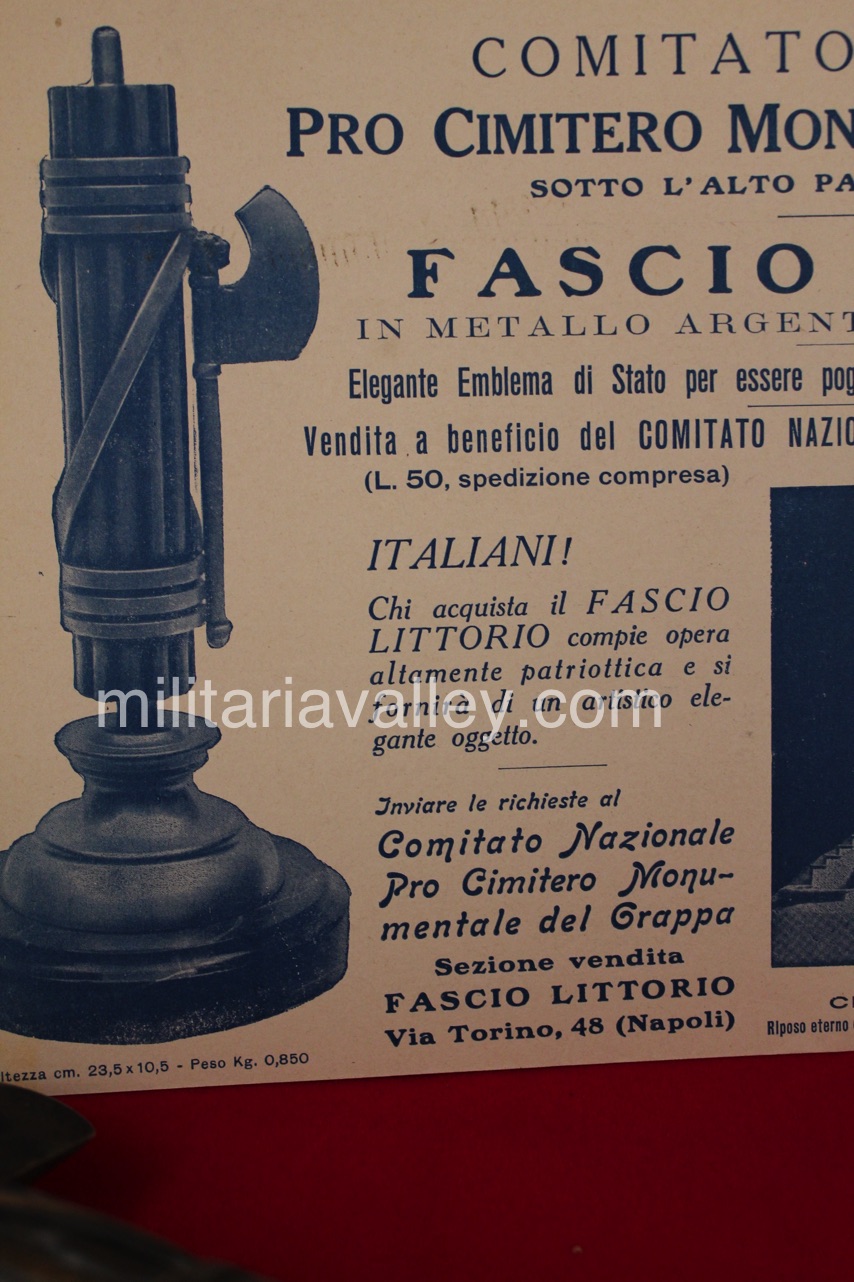 COMITATO
PRO CIMITERO MON
SOTTO L'ALTO PA
FASCIO
IN METALLO ARGENT
Elegante Emblema di Stato per essere pog
Vendita a beneficio del COMITATO NAZIO
(L. 50, spedizione compresa)
ITALIANI!
Chi acquista il FASCIO
LITTORIO compie opera
altamente patriottica e si
fornirà di un artistico ele-
gante oggetto.
militariavalley.com
Inviare le richieste al
Comitato Nazionale
Pro Cimitero Monu-
mentale del Grappa
Sezione vendita
FASCIO LITTORIO
Via Torino, 48 (Napoli)
ltezza cm. 23,5 x 10,5 - Peso Kg. 0,850
Riposo eterno